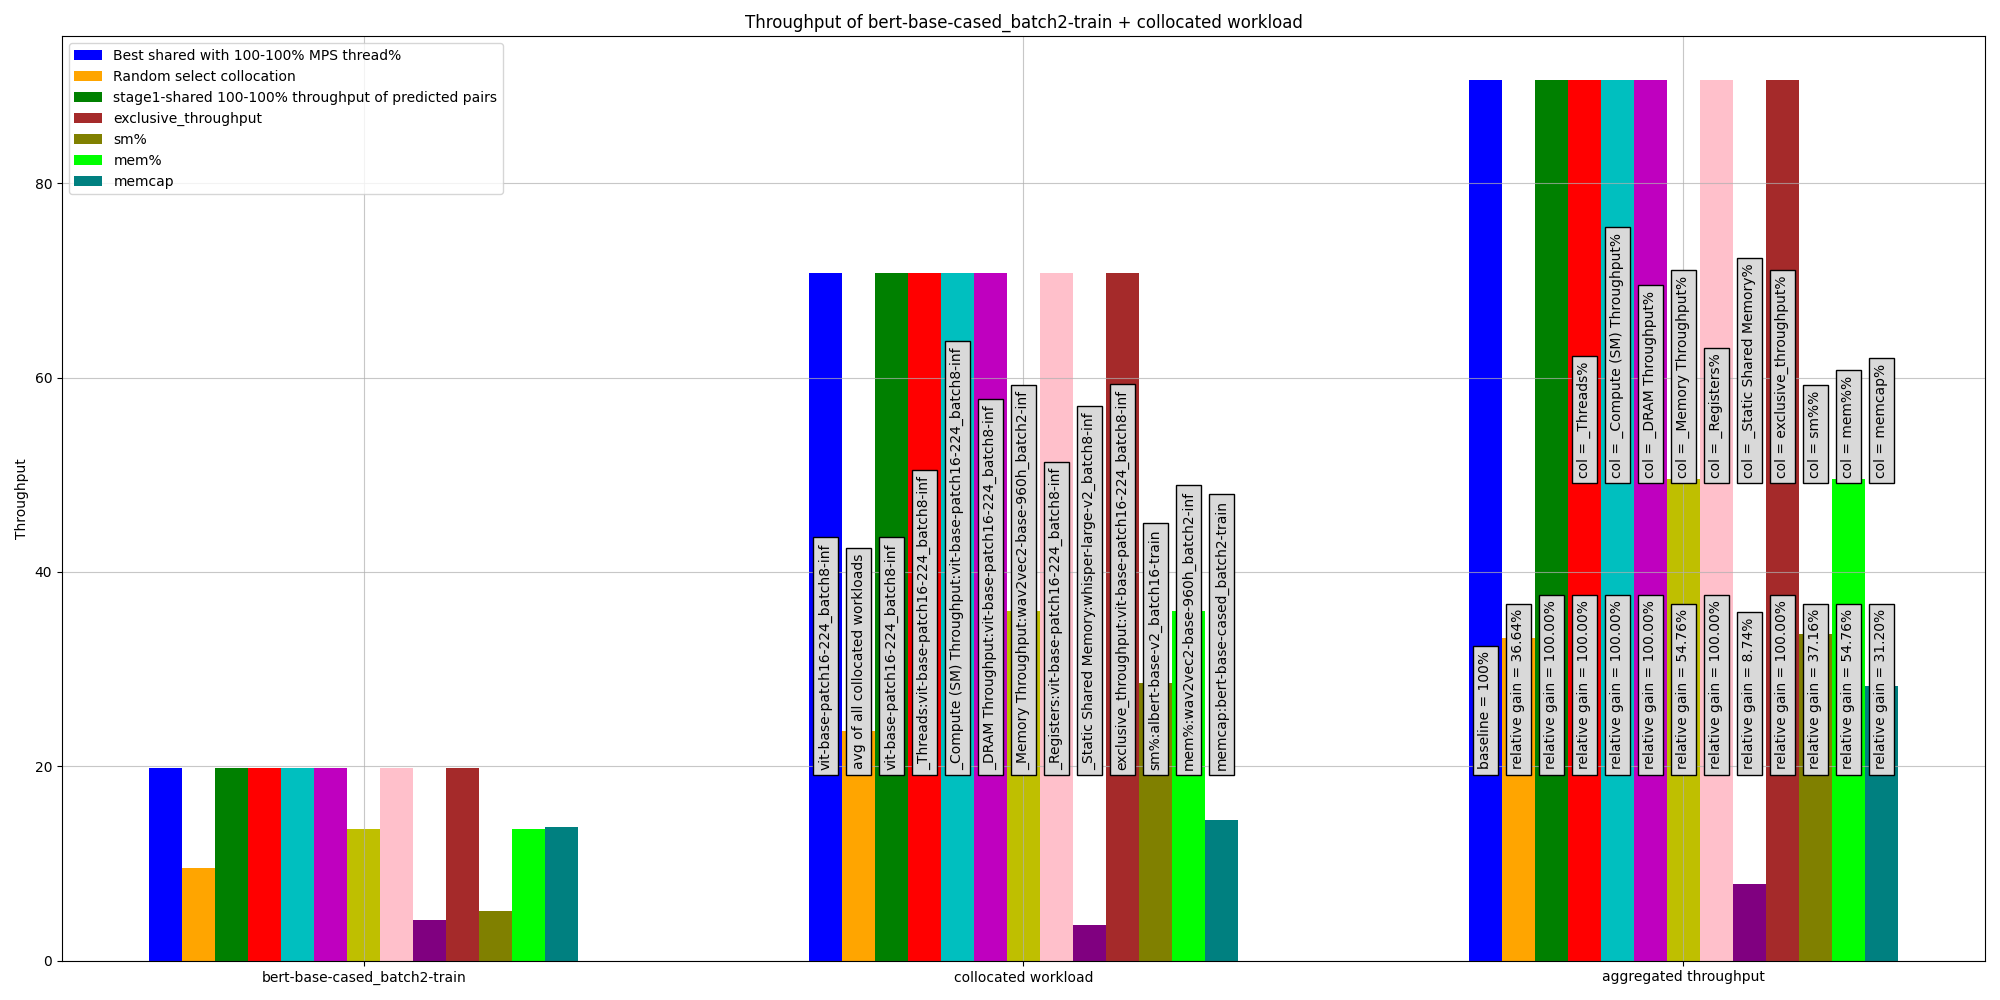 Throughput of bert-base-cased_batch2-train + collocated workload
Best shared with 100-100% MPS thread%
Random select collocation
stage1-shared 100-100% throughput of predicted pairs
exclusive_throughput
sm%
mem%
memcap
Throughput
80
60
40
20
0
vit-base-patch16-224_batch8-inf
avg of all collocated workloads
vit-base-patch16-224_batch8-inf
_Threads:vit-base-patch16-224_batch8-inf
_Compute (SM) Throughput:vit-base-patch16-224_batch8-inf
_DRAM Throughput:vit-base-patch16-224_batch8-inf
_Memory Throughput:wav2vec2-base-960h_batch2-inf
_Registers:vit-base-patch16-224_batch8-inf
_Static Shared Memory:whisper-large-v2_batch8-inf
exclusive_throughput:vit-base-patch16-224_batch8-inf
sm%:albert-base-v2_batch16-train
mem%:wav2vec2-base-960h_batch2-inf
memcap:bert-base-cased_batch2-train
col = _Threads%
col = _Compute (SM) Throughput%
col = _DRAM Throughput%
col = _Memory Throughput%
col = _Registers%
col = _Static Shared Memory%
col = exclusive_throughput%
col = sm%%
col = mem%%
col = memcap%
baseline = 100%
relative gain = 36.64%
relative gain = 100.00%
relative gain = 100.00%
relative gain = 100.00%
relative gain = 100.00%
relative gain = 54.76%
relative gain = 100.00%
relative gain = 8.74%
relative gain = 100.00%
relative gain = 37.16%
relative gain = 54.76%
relative gain = 31.20%
bert-base-cased_batch2-train
collocated workload
aggregated throughput